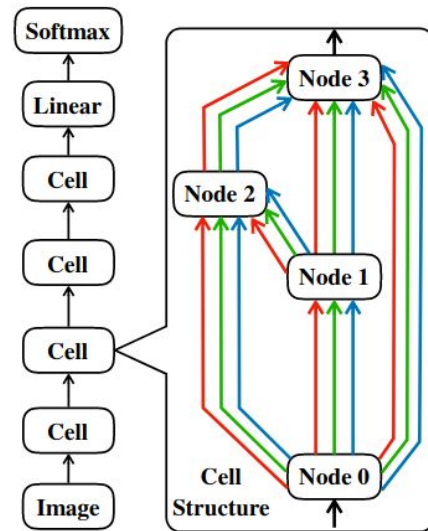 Softmax
Linear
Cell
Cell
Cell
Cell
Image
Node 3
Node 2
Node 1
Node 0
Cell
Structure